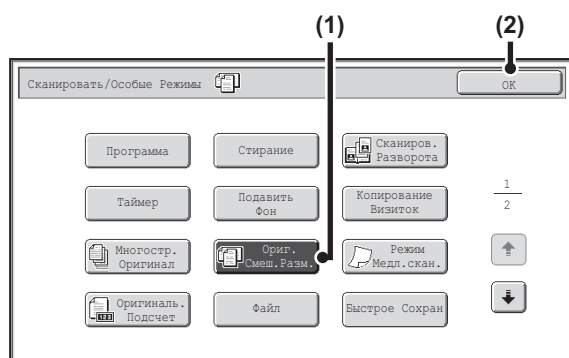 (1)
(2)
Сканировать/Особые Режимы
OK
Программа
Стирание
Сканиров.
Разворота
Таймер
Подавить
Фон
Копирование
Визиток
1
2
Многостр.
Оригинал
Ориг.
Смеш.Разм.
Режим
Медл.скан.
Оригиналь.
Подсчет
Файл
Быстрое Сохран